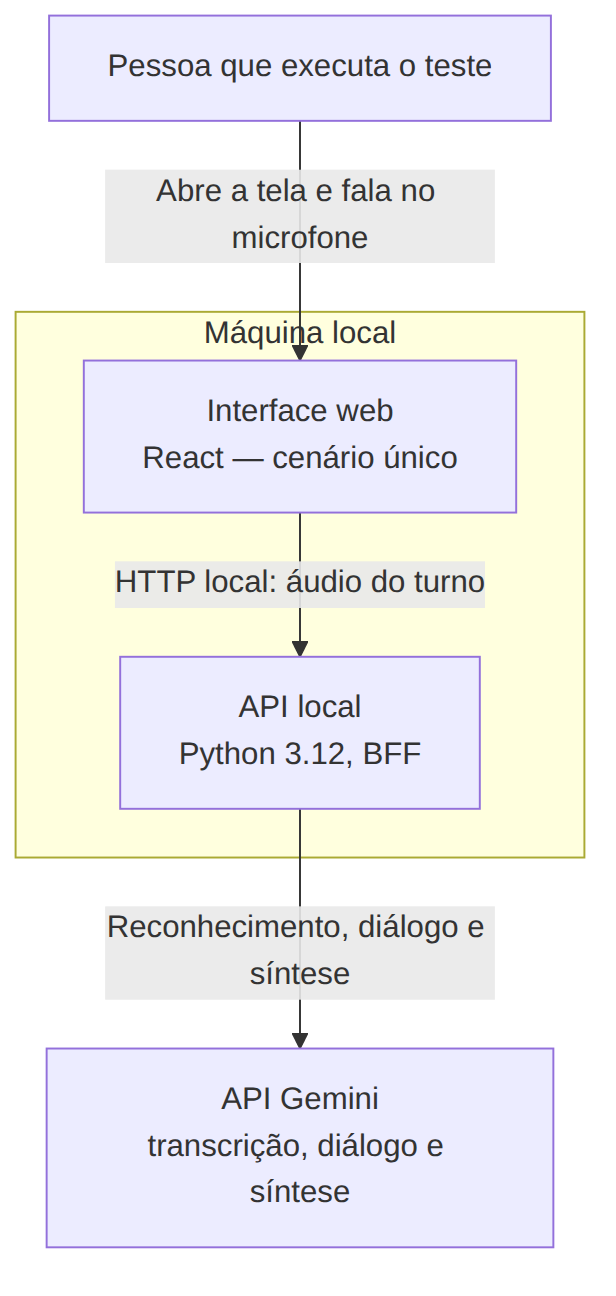 Pessoa que executa o teste
Abre a tela e fala no
microfone
Máquina local
Interface web
React — cenário único
HTTP local: áudio do turno
API local
Python 3.12, BFF
Reconhecimento, diálogo e
síntese
API Gemini
transcrição, diálogo e
síntese